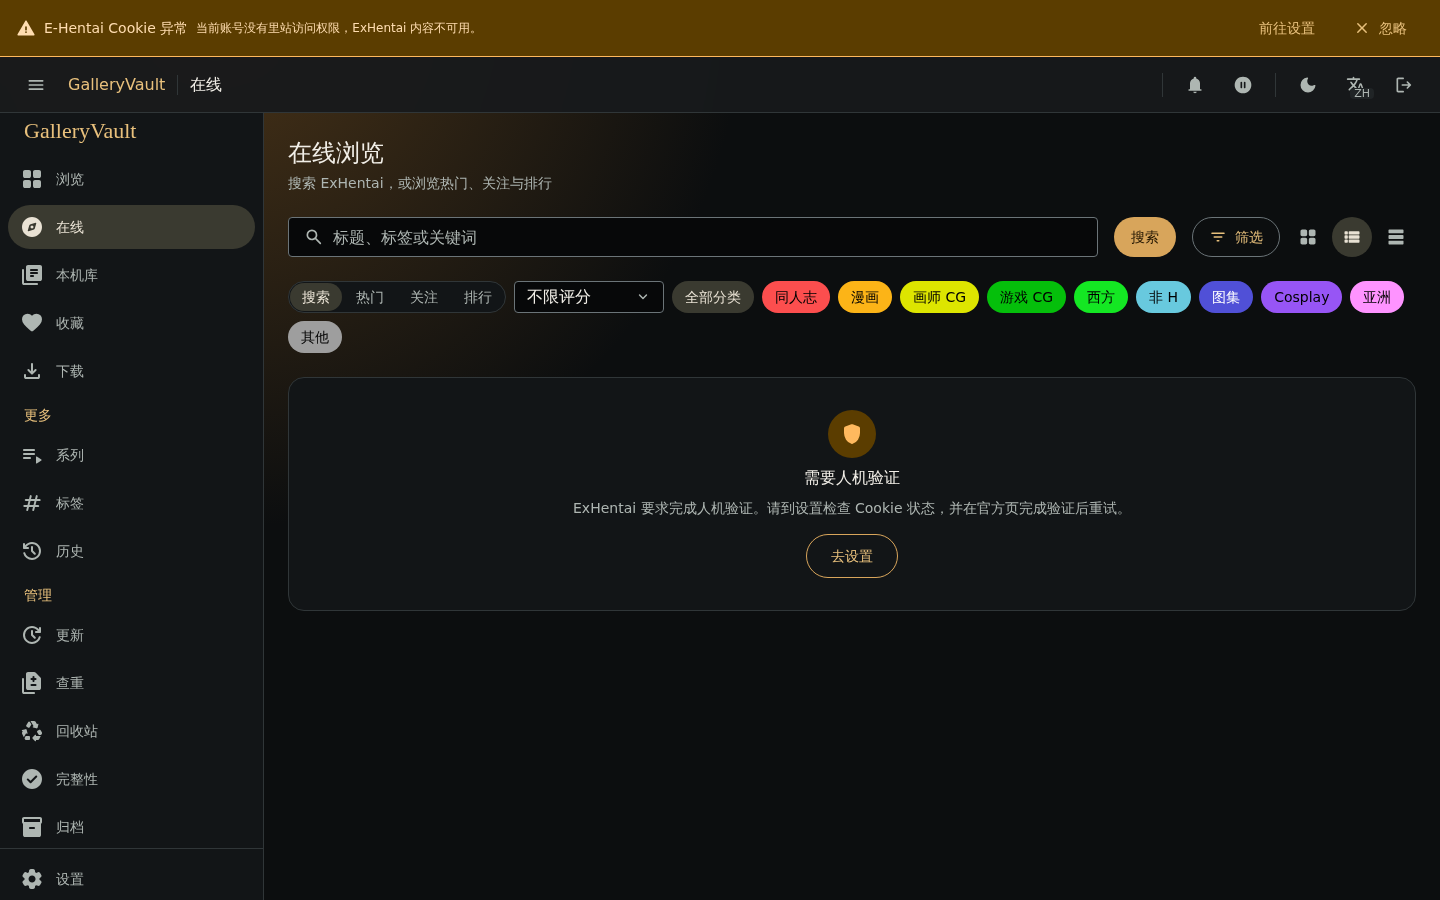 E-Hentai Cookie 异常 当前账号没有里站访问权限，ExHentai 内容不可用。 前往设置 忽略
GalleryVault 在线 ZH
GalleryVault
浏览
在线
本机库
收藏
下载
更多
系列
标签
历史
管理
更新
查重
回收站
完整性
归档
设置
在线浏览
搜索 ExHentai，或浏览热门、关注与排行
标题、标签或关键词 搜索 筛选
搜索 热门 关注 排行 不限评分 全部分类 同人志 漫画 画师 CG 游戏 CG 西方 非 H 图集 Cosplay 亚洲
其他
需要人机验证
ExHentai 要求完成人机验证。请到设置检查 Cookie 状态，并在官方页完成验证后重试。
去设置